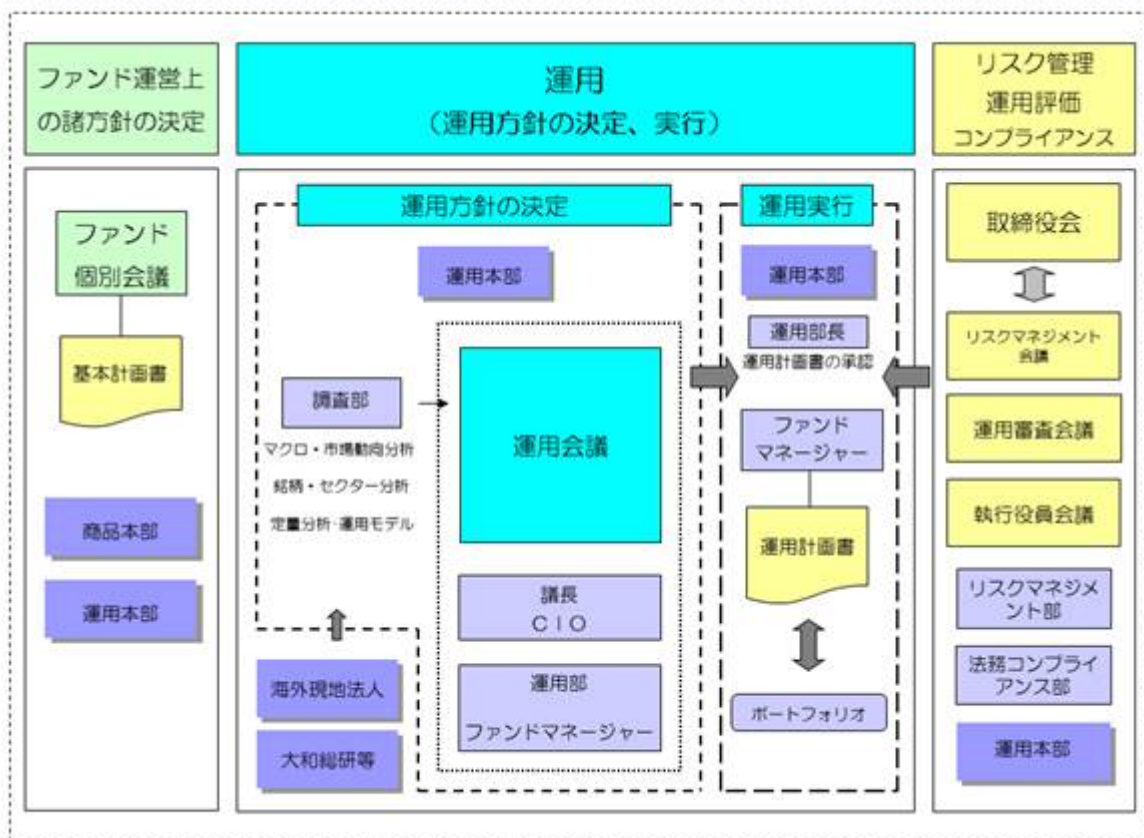 ファンド運営上
の諸方針の決定
運用
（運用方針の決定、実行）
リスク管理
運用評価
コンプライアンス
ファンド
個別会議
基本計画書
商品本部
運用本部
運用方針の決定
運用本部
調査部
マクロ・市場動向分析
銘柄・セクター分析
定量分析・運用モデル
運用会議
議長
ＣＩＯ
運用部
ファンドマネージャー
海外現地法人
大和総研等
運用実行
運用本部
運用部長
運用計画書の承認
ファンド
マネージャー
運用計画書
ポートフォリオ
取締役会
リスクマネジメント
会議
運用審査会議
執行役員会議
リスクマネジメ
ント部
法務コンプライ
アンス部
運用本部